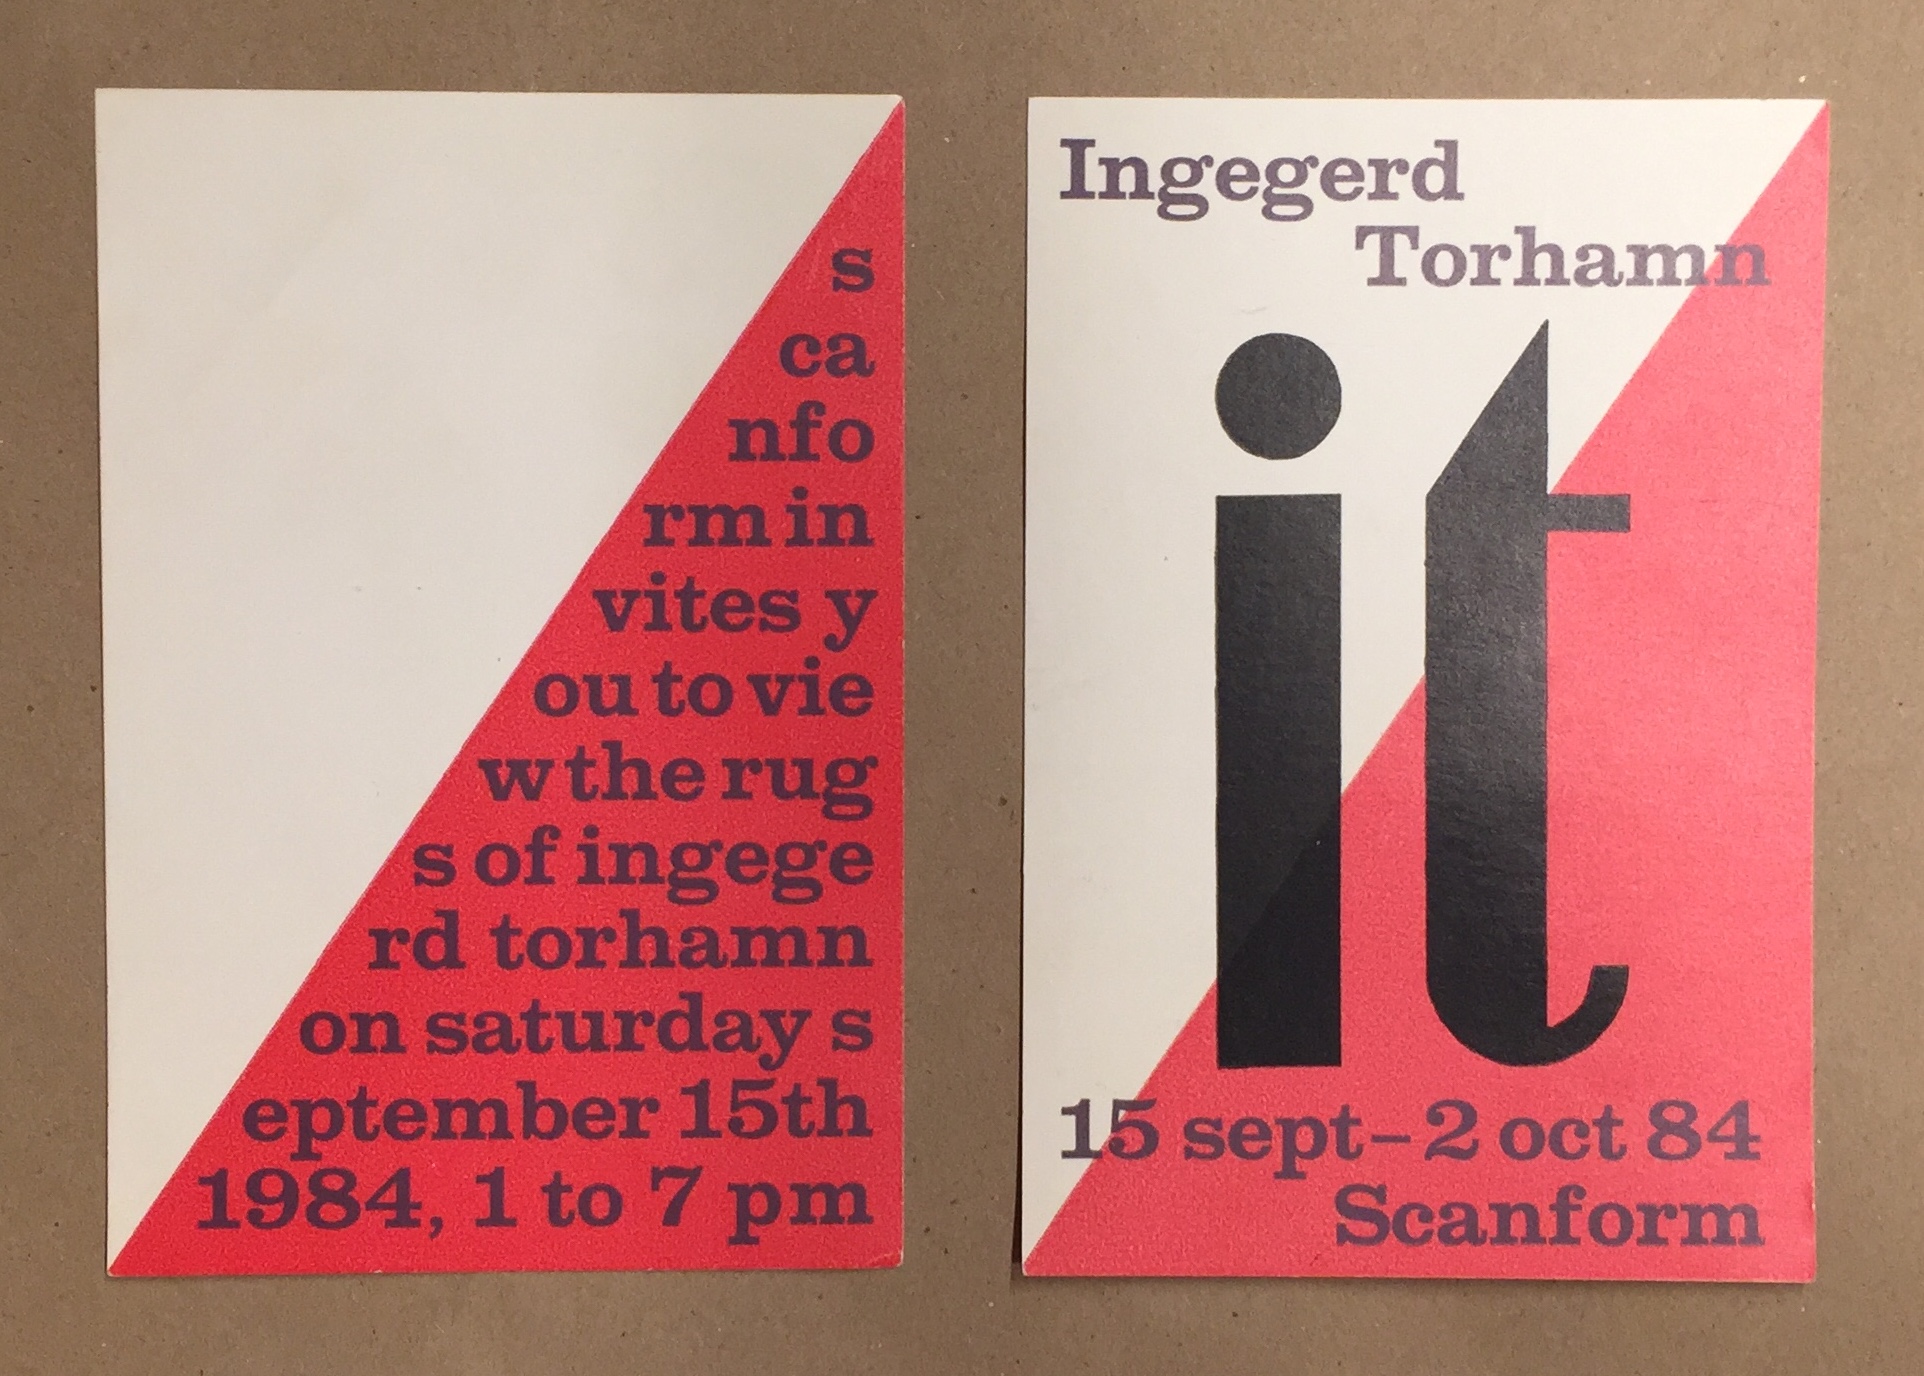 s
ca
nfo
rm in
vites y
ou to vie
w the rug
s of ingege
rd torhamn
on saturday s
eptember 15th
1984, 1 to 7 pm
Ingegerd
Torhamn
it
15 sept – 2 oct 84
Scanform